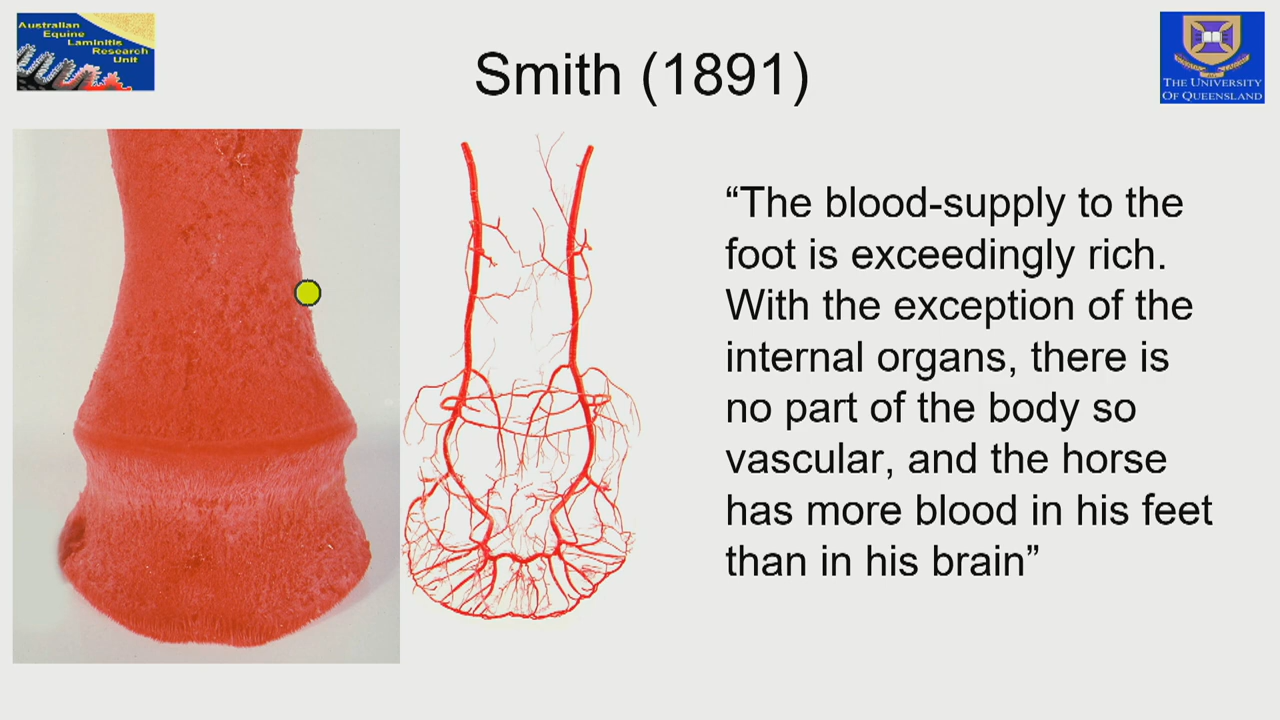 Australian
Equine
Laminitis
Research
Unit
Smith (1891)
THE UNIVERSITY
OF QUEENSLAND
“The blood-supply to the
foot is exceedingly rich.
With the exception of the
internal organs, there is
no part of the body so
vascular, and the horse
has more blood in his feet
than in his brain”